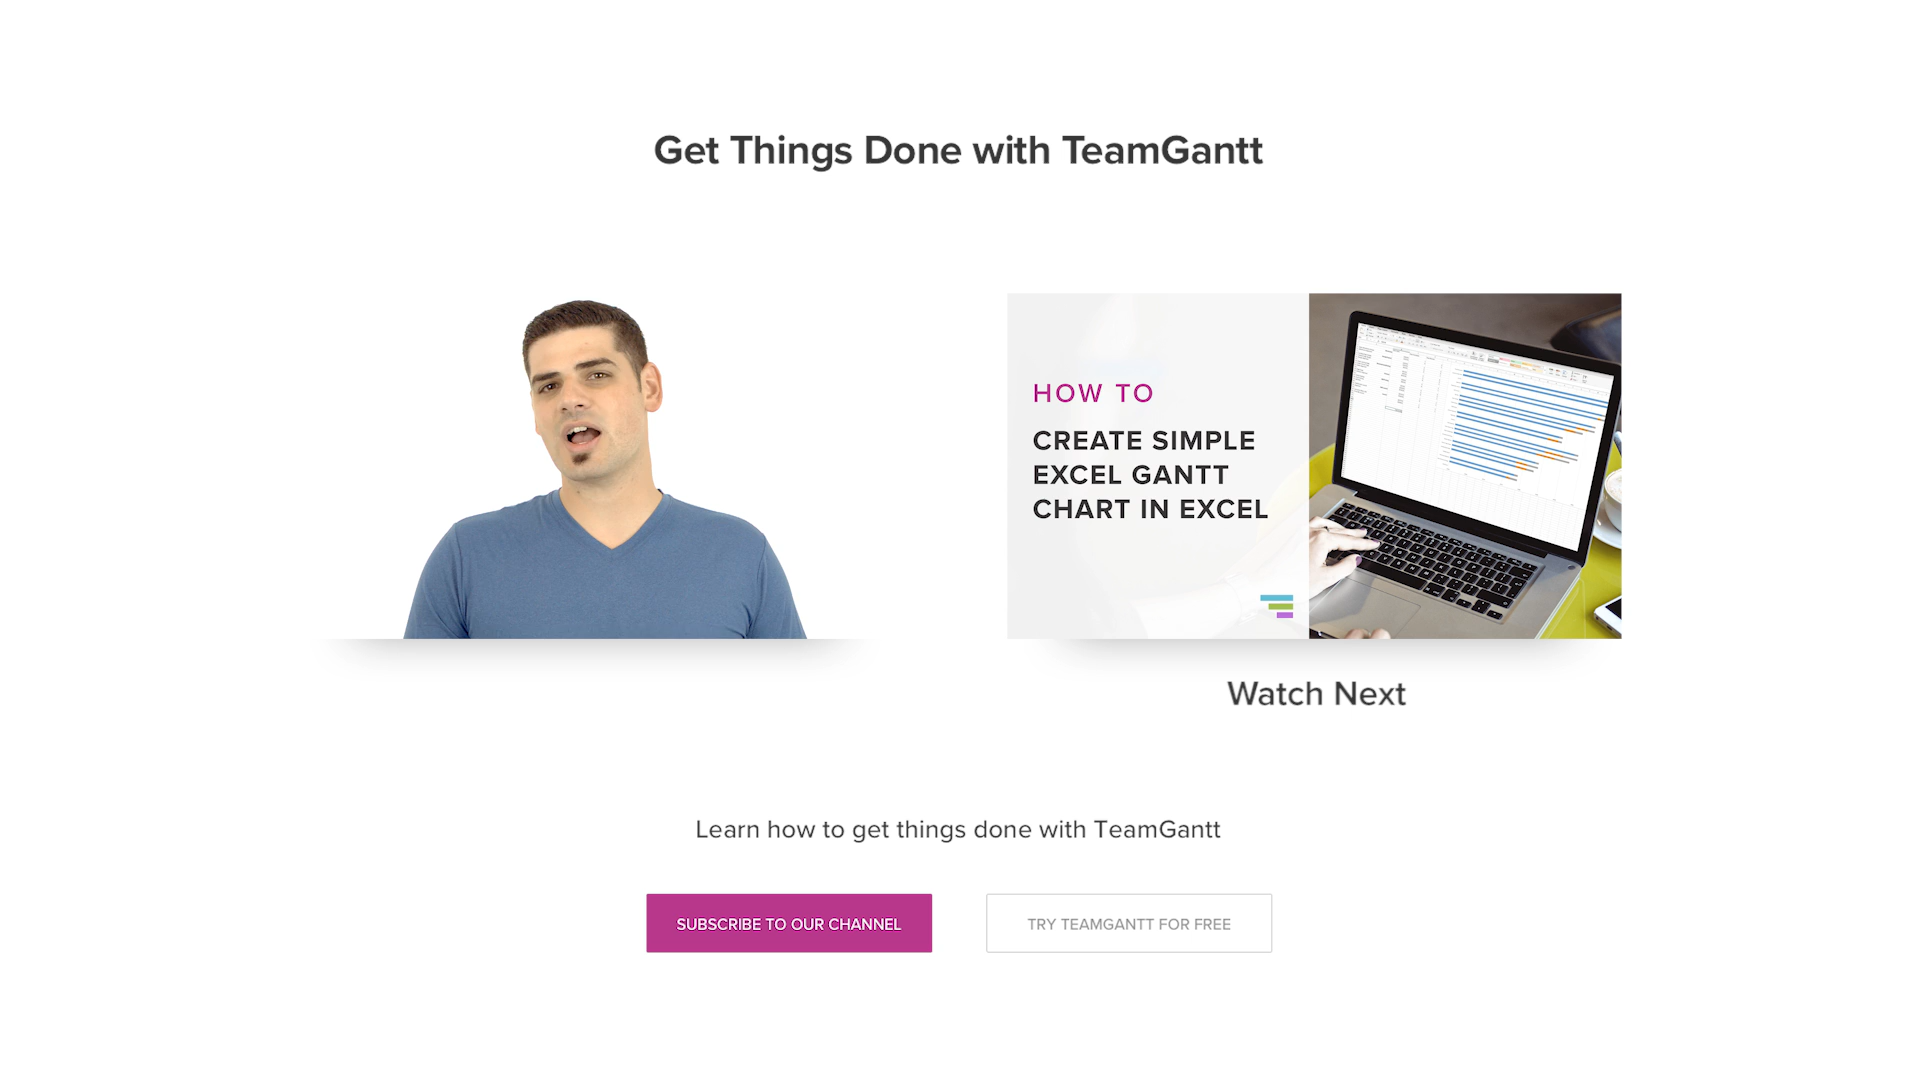 Get Things Done with TeamGantt
HOW TO
CREATE SIMPLE
EXCEL GANTT
CHART IN EXCEL
Watch Next
Learn how to get things done with TeamGantt
SUBSCRIBE TO OUR CHANNEL
TRY TEAMGANTT FOR FREE